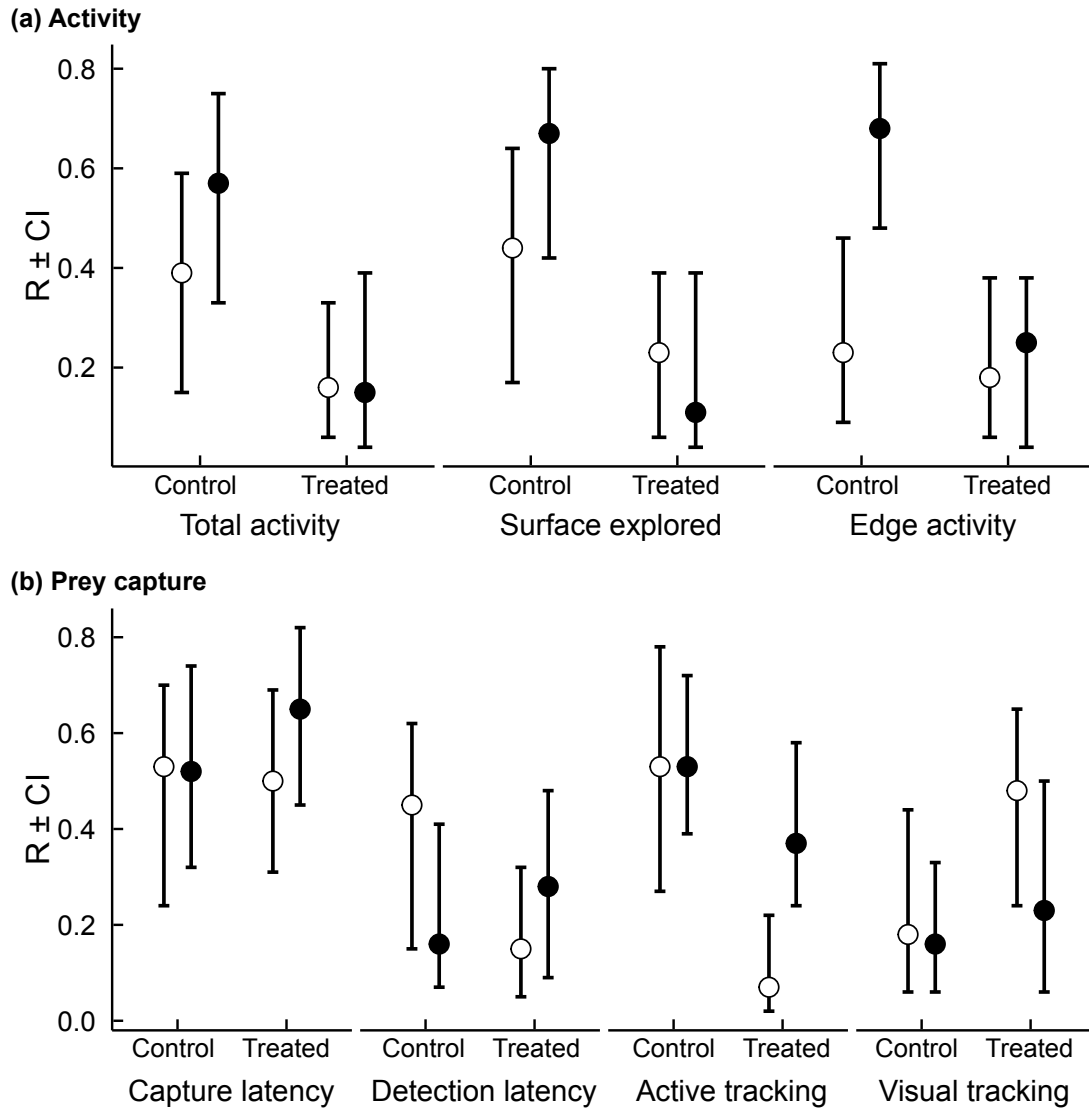 (a) Activity
0.8
0.6
0.4
0.2
R ± CI
Control Treated Control Treated Control Treated
Total activity Surface explored Edge activity
(b) Prey capture
0.8
0.6
0.4
0.2
0.0
R ± CI
Control Treated Control Treated Control Treated Control Treated
Capture latency Detection latency Active tracking Visual tracking